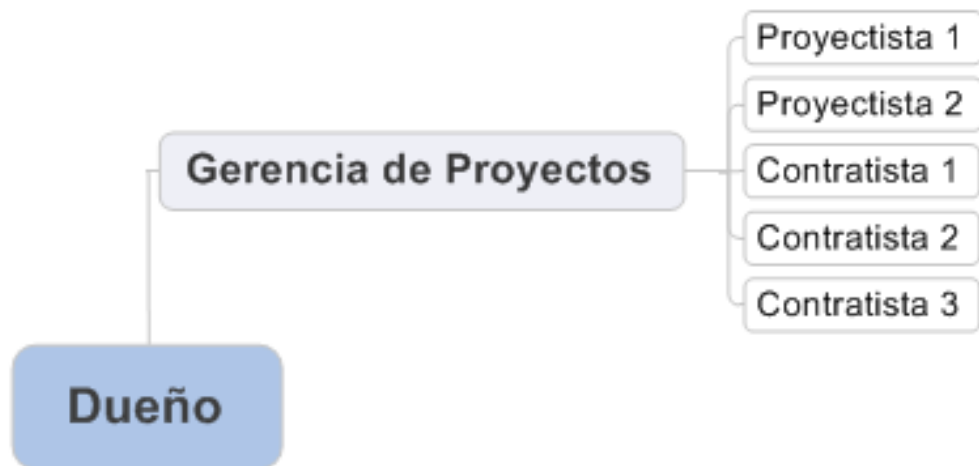 Proyectista 1
Proyectista 2
Gerencia de Proyectos
Contratista 1
Contratista 2
Contratista 3
Dueño